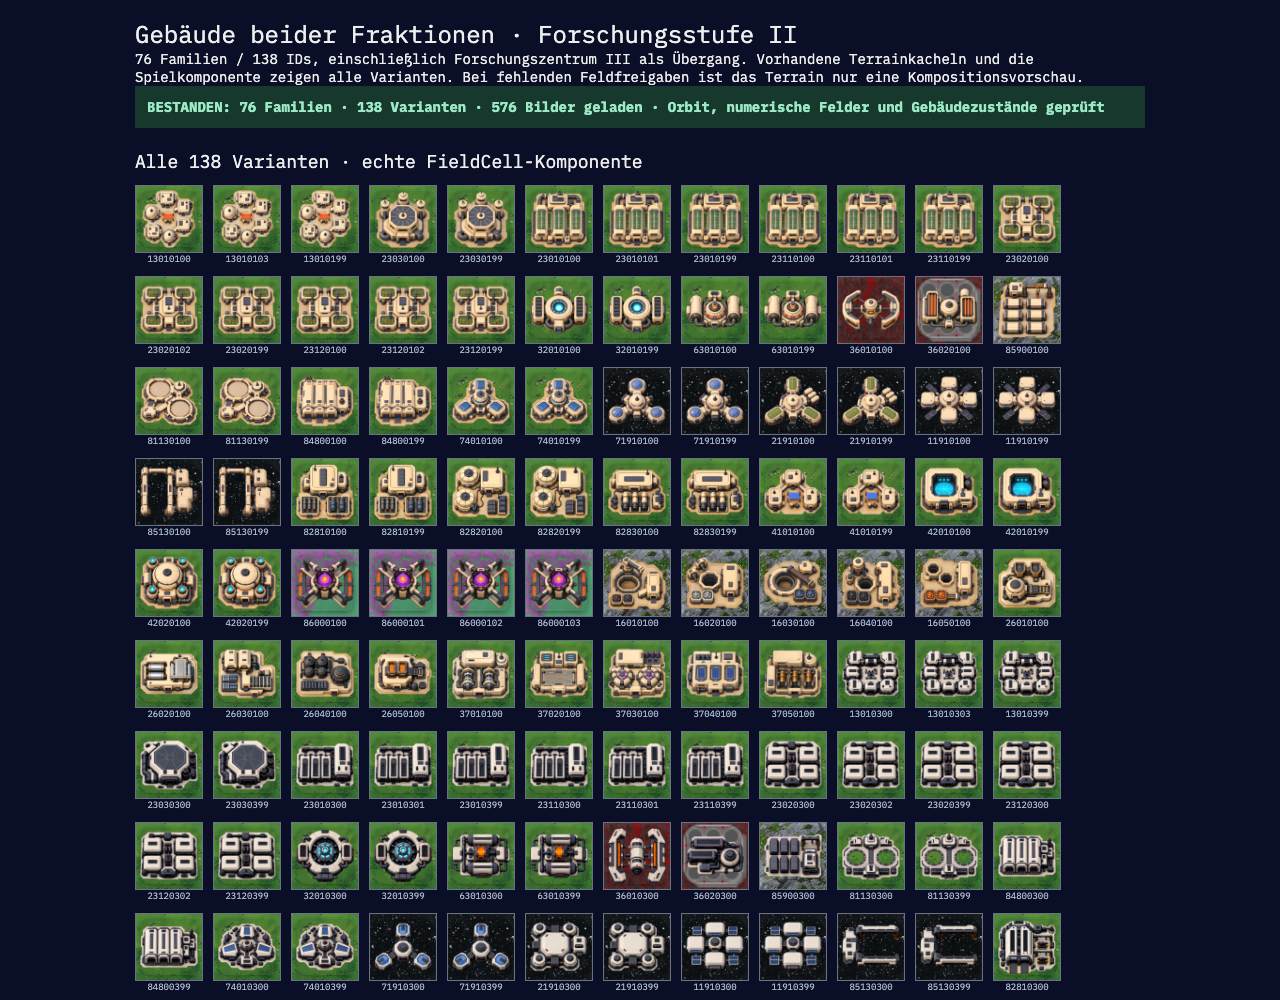 Gebäude beider Fraktionen · Forschungsstufe II
76 Familien / 138 IDs, einschließlich Forschungszentrum III als Übergang. Vorhandene Terrainkacheln und die
Spielkomponente zeigen alle Varianten. Bei fehlenden Feldfreigaben ist das Terrain nur eine Kompositionsvorschau.
BESTANDEN: 76 Familien · 138 Varianten · 576 Bilder geladen · Orbit, numerische Felder und Gebäudezustände geprüft
Alle 138 Varianten · echte FieldCell-Komponente
13010100 13010103 13010199 23030100 23030199 23010100 23010101 23010199 23110100 23110101 23110199 23020100
23020102 23020199 23120100 23120102 23120199 32010100 32010199 63010100 63010199 36010100 36020100 85900100
81130100 81130199 84800100 84800199 74010100 74010199 71910100 71910199 21910100 21910199 11910100 11910199
85130100 85130199 82810100 82810199 82820100 82820199 82830100 82830199 41010100 41010199 42010100 42010199
42020100 42020199 86000100 86000101 86000102 86000103 16010100 16020100 16030100 16040100 16050100 26010100
26020100 26030100 26040100 26050100 37010100 37020100 37030100 37040100 37050100 13010300 13010303 13010399
23030300 23030399 23010300 23010301 23010399 23110300 23110301 23110399 23020300 23020302 23020399 23120300
23120302 23120399 32010300 32010399 63010300 63010399 36010300 36020300 85900300 81130300 81130399 84800300
84800399 74010300 74010399 71910300 71910399 21910300 21910399 11910300 11910399 85130300 85130399 82810300